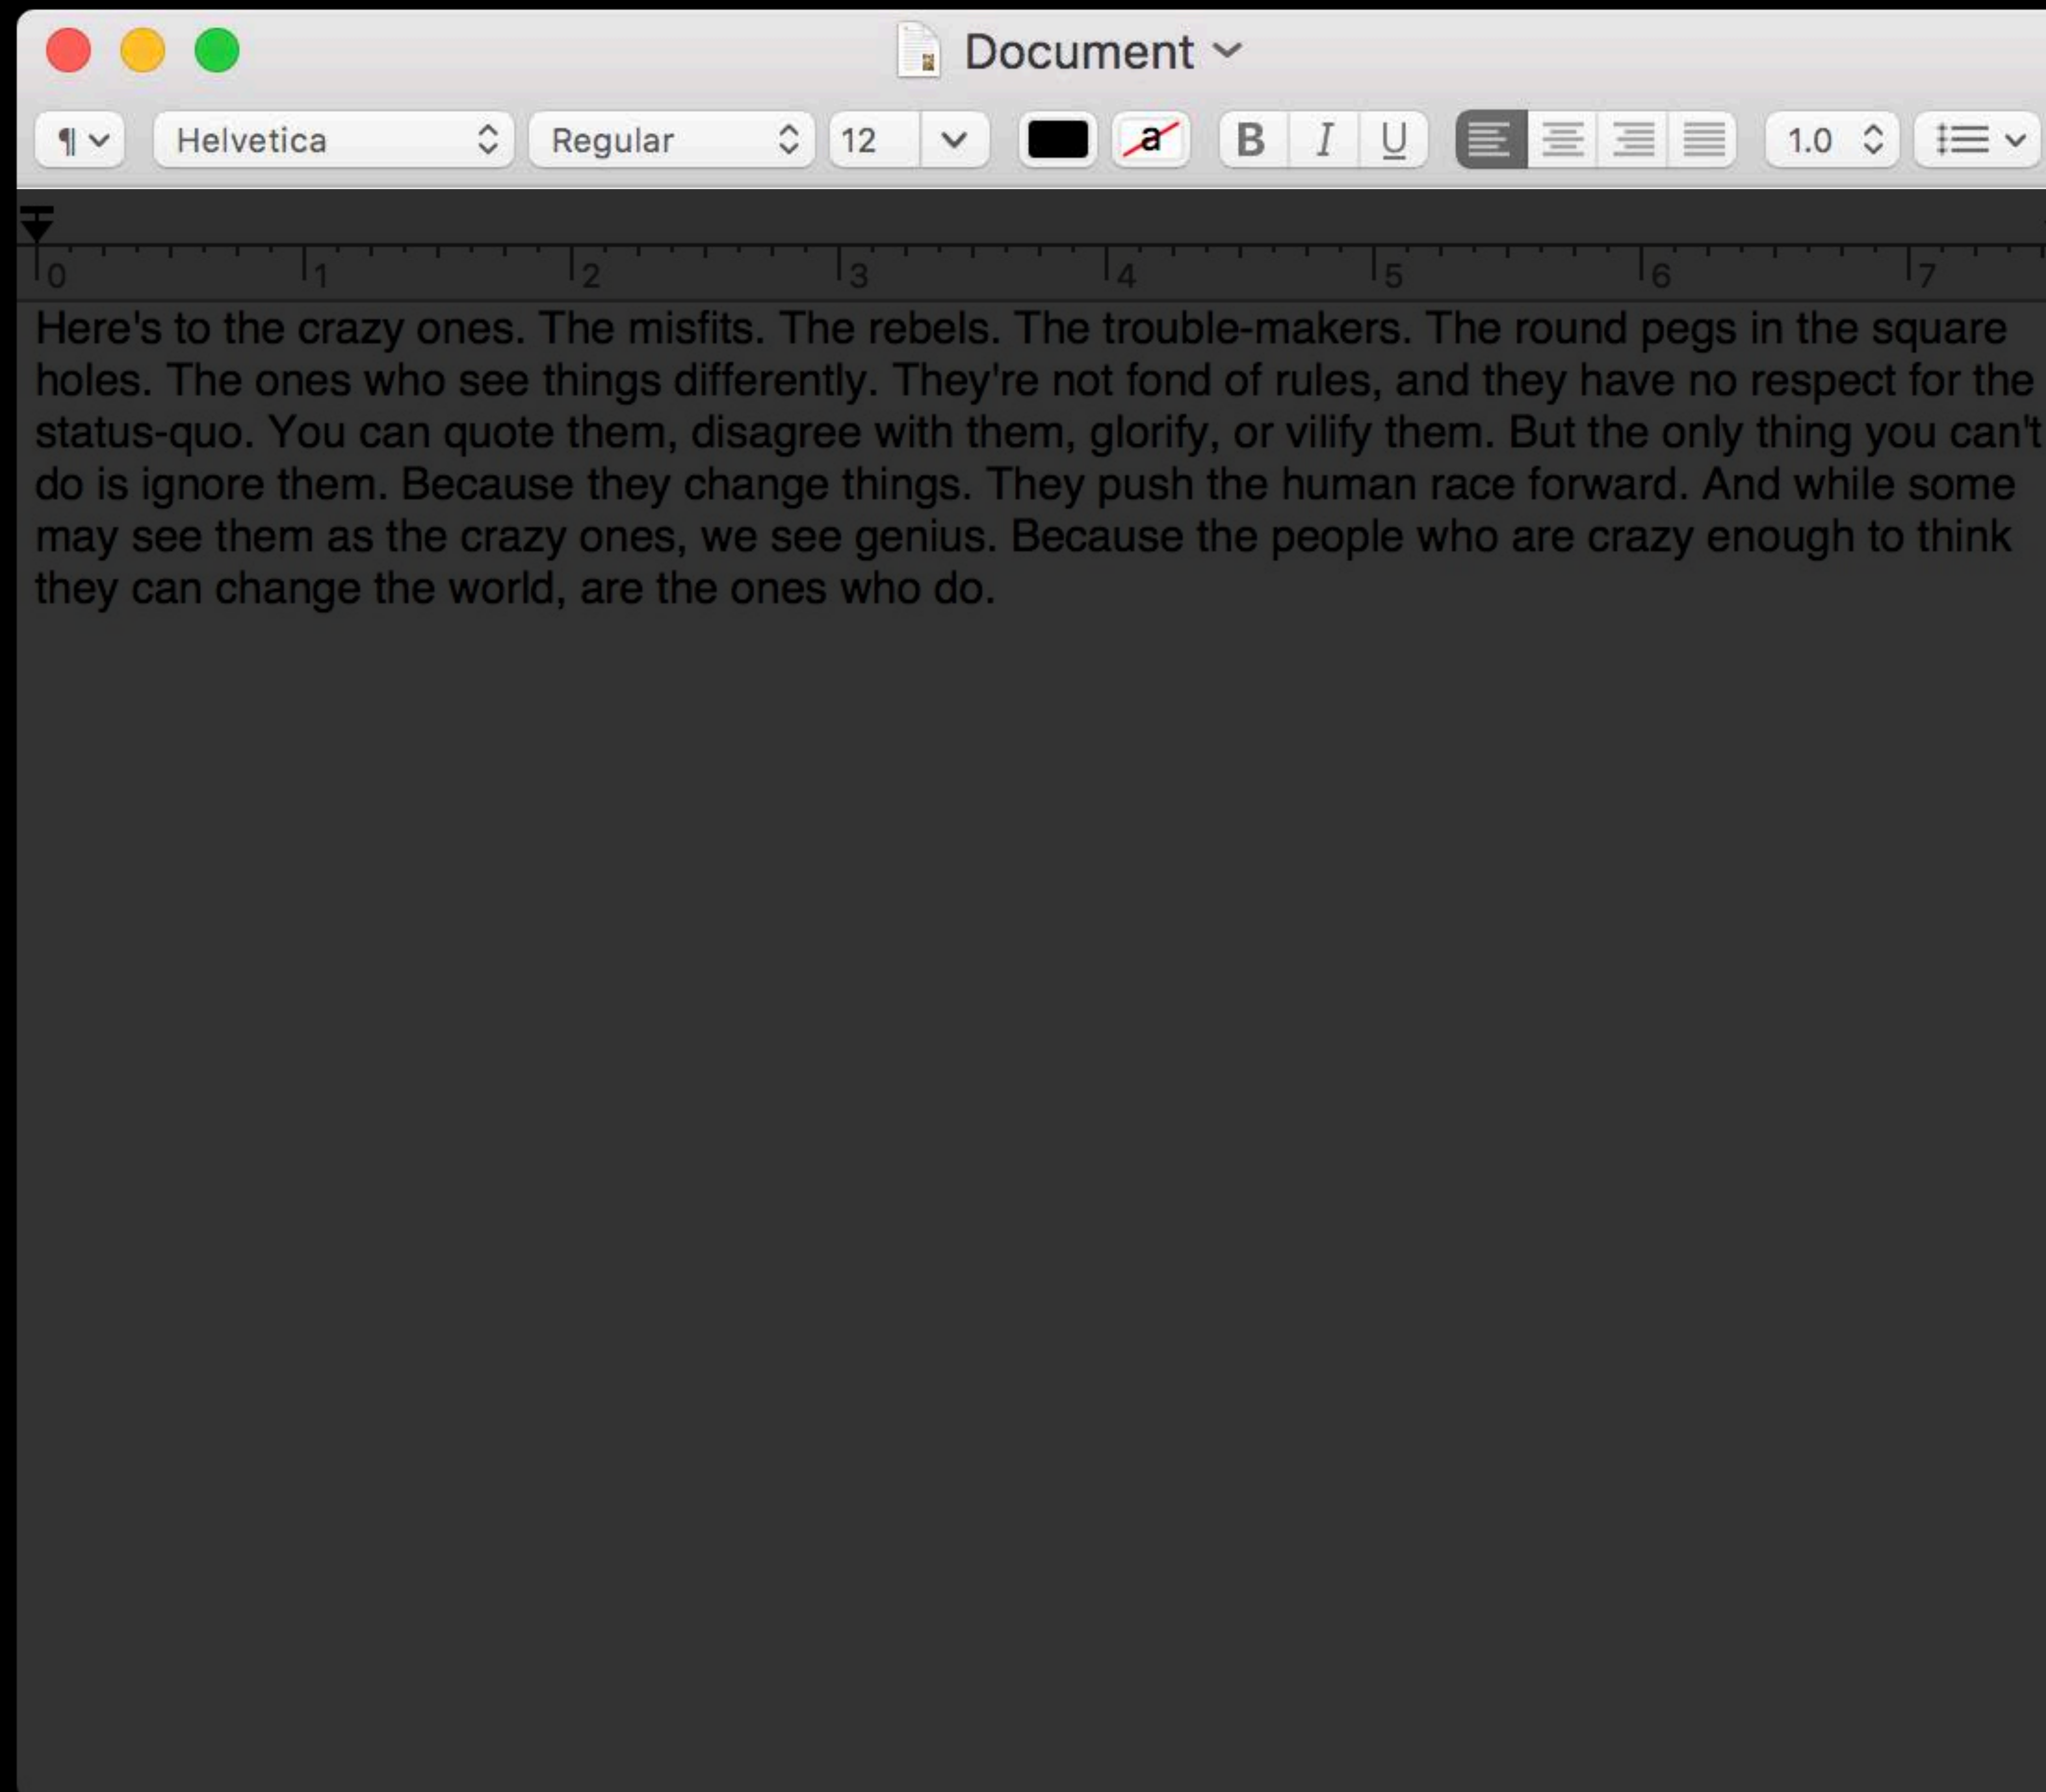 Document
¶ Helvetica Regular 12 a B I U 1.0
0 1 2 3 4 5 6 7
Here's to the crazy ones. The misfits. The rebels. The trouble-makers. The round pegs in the square
holes. The ones who see things differently. They're not fond of rules, and they have no respect for the
status-quo. You can quote them, disagree with them, glorify, or vilify them. But the only thing you can't
do is ignore them. Because they change things. They push the human race forward. And while some
may see them as the crazy ones, we see genius. Because the people who are crazy enough to think
they can change the world, are the ones who do.